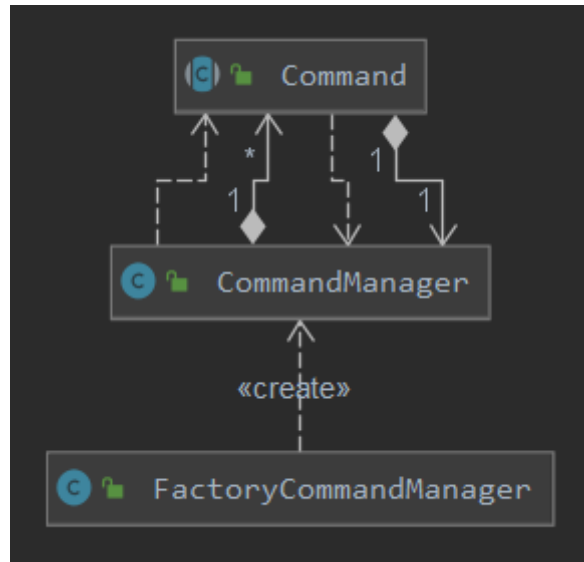 C Command
*
1
1
1
C CommandManager
«create»
C FactoryCommandManager